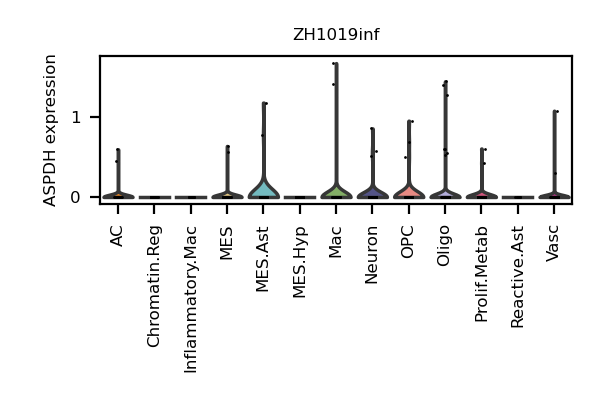 ZH1019inf
ASPDH expression
1
0
AC
Chromatin.Reg
Inflammatory.Mac
MES
MES.Ast
MES.Hyp
Mac
Neuron
OPC
Oligo
Prolif.Metab
Reactive.Ast
Vasc